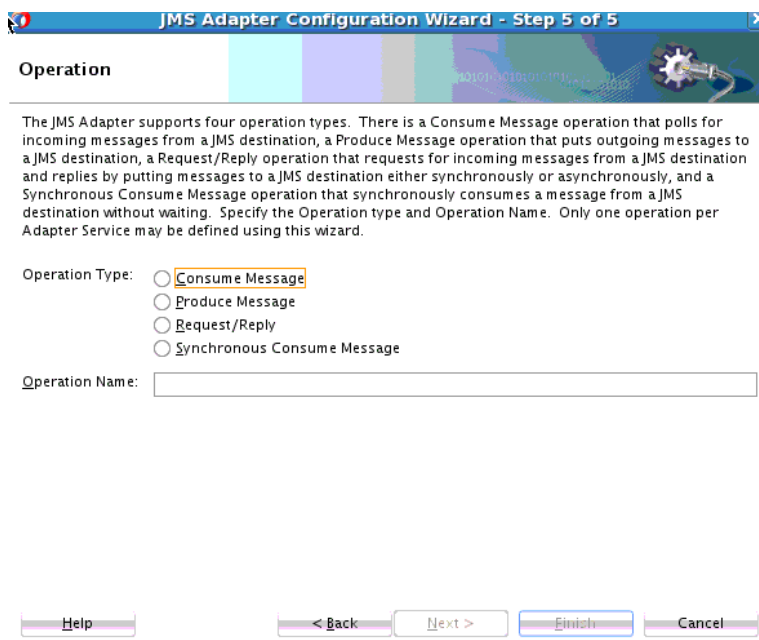 JMS Adapter Configuration Wizard - Step 5 of 5
Operation
The JMS Adapter supports four operation types. There is a Consume Message operation that polls for
incoming messages from a JMS destination, a Produce Message operation that puts outgoing messages to
a JMS destination, a Request/Reply operation that requests for incoming messages from a JMS destination
and replies by putting messages to a JMS destination either synchronously or asynchronously, and a
Synchronous Consume Message operation that synchronously consumes a message from a JMS
destination without waiting. Specify the Operation type and Operation Name. Only one operation per
Adapter Service may be defined using this wizard.
Operation Type:
Consume Message
Produce Message
Request/Reply
Synchronous Consume Message
Operation Name:
Help < Back Next > Finish Cancel